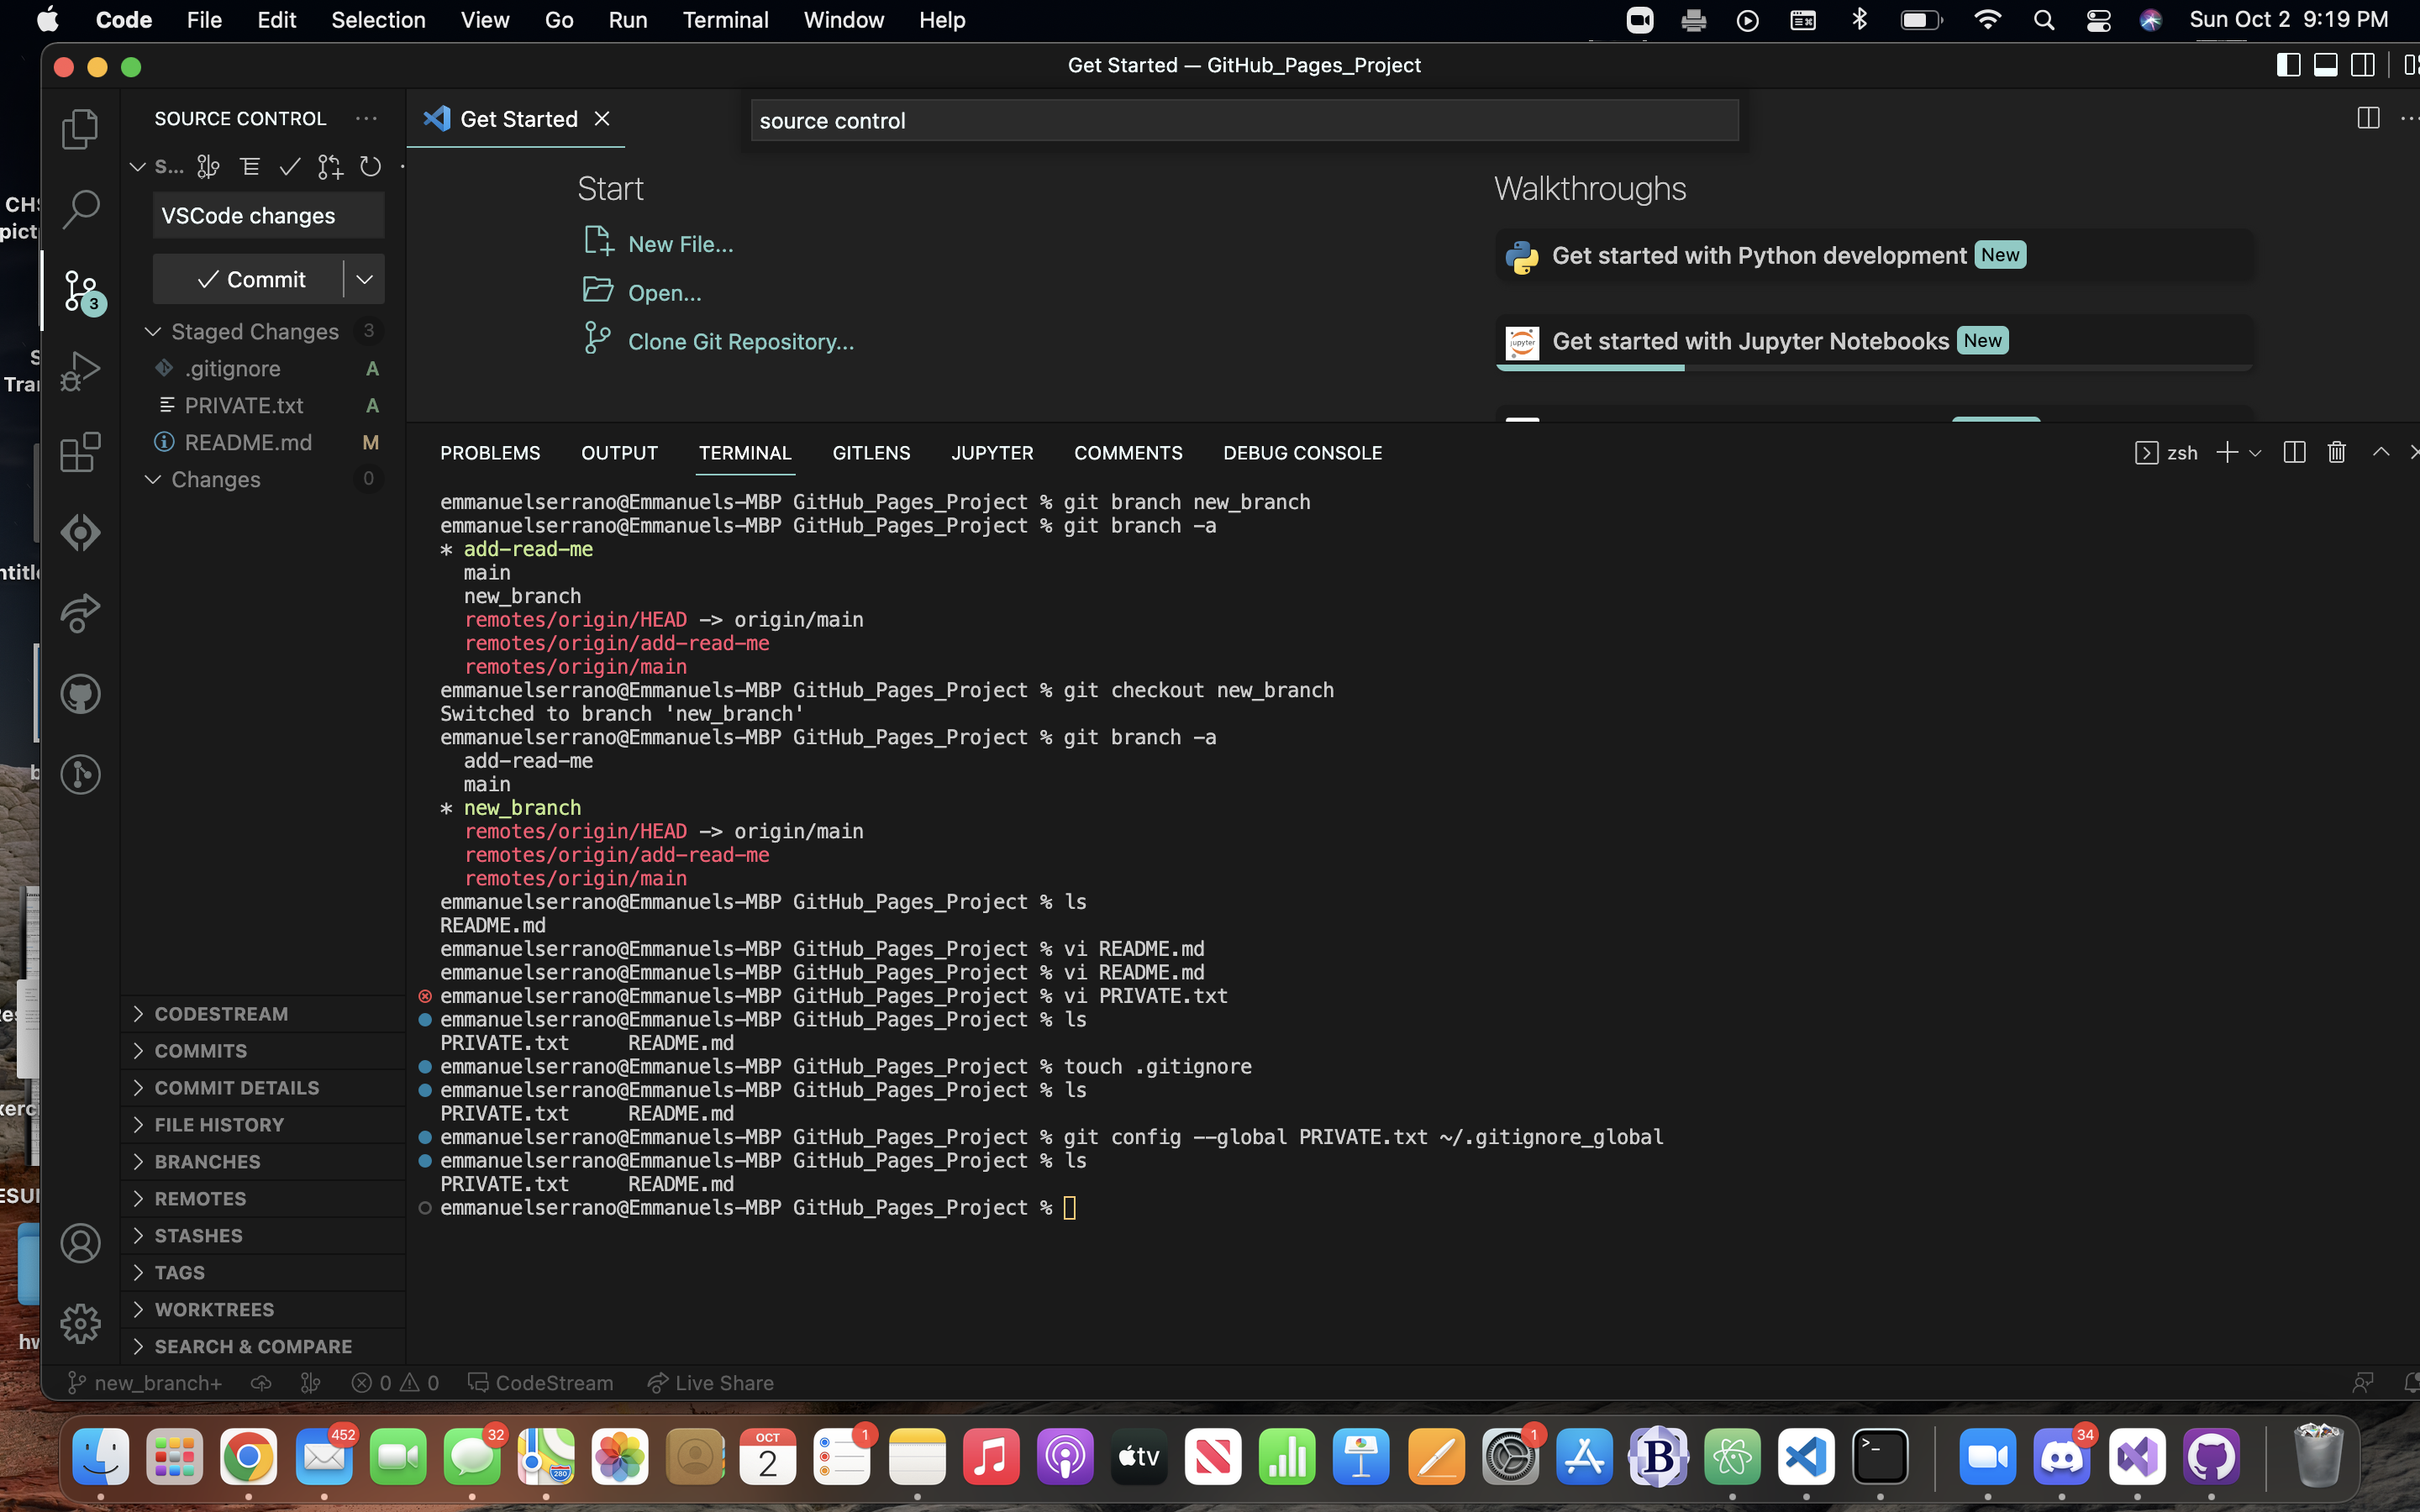 Code File Edit Selection View Go Run Terminal Window Help
Sun Oct 2 9:19 PM
Get Started — GitHub_Pages_Project
SOURCE CONTROL
S...
VSCode changes
Commit
3
Staged Changes 3
.gitignore A
PRIVATE.txt A
README.md M
Changes 0
CODESTREAM
COMMITS
COMMIT DETAILS
FILE HISTORY
BRANCHES
REMOTES
STASHES
TAGS
WORKTREES
SEARCH & COMPARE
Get Started
source control
Start
New File...
Open...
Clone Git Repository...
Walkthroughs
Get started with Python development New
jupyter
Get started with Jupyter Notebooks New
PROBLEMS OUTPUT TERMINAL GITLENS JUPYTER COMMENTS DEBUG CONSOLE
zsh
emmanuelserrano@Emmanuels-MBP GitHub_Pages_Project % git branch new_branch
emmanuelserrano@Emmanuels-MBP GitHub_Pages_Project % git branch -a
* add-read-me
main
new_branch
remotes/origin/HEAD -> origin/main
remotes/origin/add-read-me
remotes/origin/main
emmanuelserrano@Emmanuels-MBP GitHub_Pages_Project % git checkout new_branch
Switched to branch 'new_branch'
emmanuelserrano@Emmanuels-MBP GitHub_Pages_Project % git branch -a
add-read-me
main
* new_branch
remotes/origin/HEAD -> origin/main
remotes/origin/add-read-me
remotes/origin/main
emmanuelserrano@Emmanuels-MBP GitHub_Pages_Project % ls
README.md
emmanuelserrano@Emmanuels-MBP GitHub_Pages_Project % vi README.md
emmanuelserrano@Emmanuels-MBP GitHub_Pages_Project % vi README.md
emmanuelserrano@Emmanuels-MBP GitHub_Pages_Project % vi PRIVATE.txt
emmanuelserrano@Emmanuels-MBP GitHub_Pages_Project % ls
PRIVATE.txt README.md
emmanuelserrano@Emmanuels-MBP GitHub_Pages_Project % touch .gitignore
emmanuelserrano@Emmanuels-MBP GitHub_Pages_Project % ls
PRIVATE.txt README.md
emmanuelserrano@Emmanuels-MBP GitHub_Pages_Project % git config --global PRIVATE.txt ~/.gitignore_global
emmanuelserrano@Emmanuels-MBP GitHub_Pages_Project % ls
PRIVATE.txt README.md
emmanuelserrano@Emmanuels-MBP GitHub_Pages_Project %
new_branch+ 0 0 CodeStream Live Share
452
32
280
OCT
2
1
tv
1
B
34